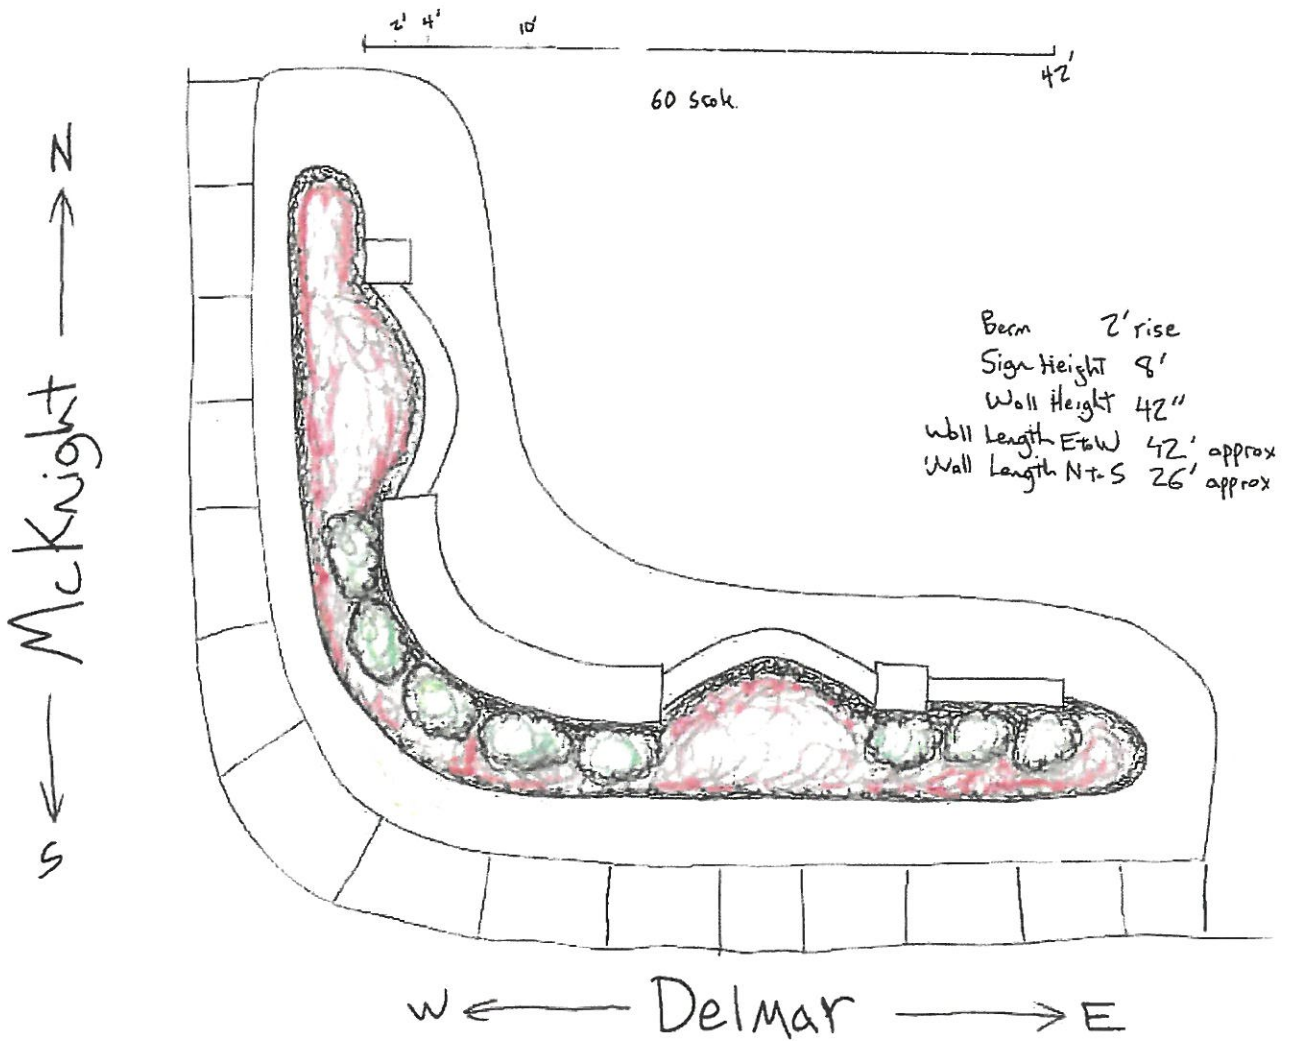 2' 4' 10'
42'
60 Scale
N
McKnight
S
Berm 2' rise
Sign Height 8'
Wall Height 42"
Wall Length E to W 42' approx
Wall Length N to S 26' approx
W Delmar E